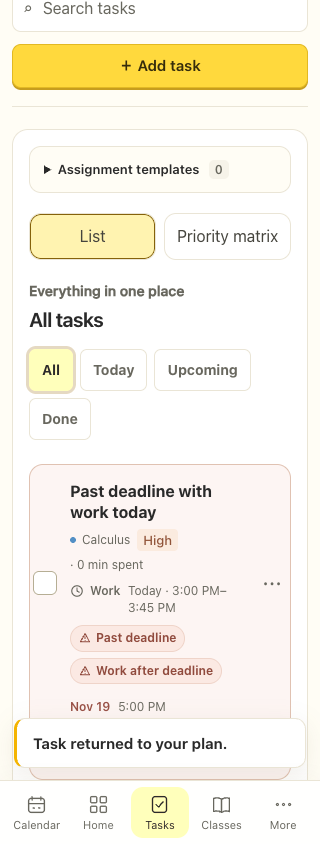 Search tasks
+ Add task
Assignment templates 0
List
Priority matrix
Everything in one place
All tasks
All
Today
Upcoming
Done
Past deadline with
work today
Calculus High
· 0 min spent
Work Today · 3:00 PM–
3:45 PM
Past deadline
Work after deadline
Nov 19 5:00 PM
Task returned to your plan.
Calendar
Home
Tasks
Classes
More